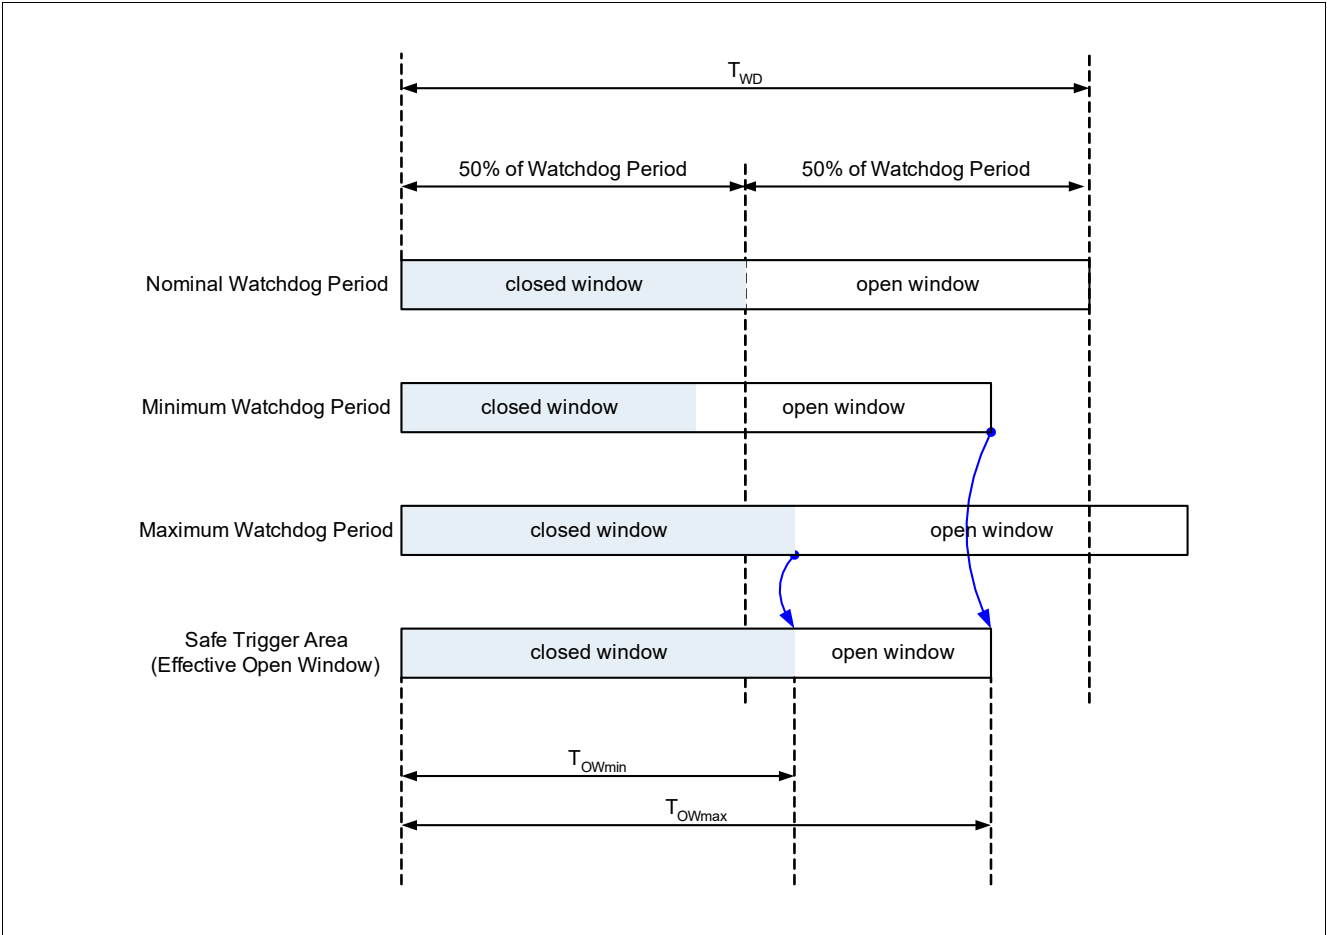 TWD
50% of Watchdog Period
50% of Watchdog Period
Nominal Watchdog Period
closed window
open window
Minimum Watchdog Period
closed window
open window
Maximum Watchdog Period
closed window
open window
Safe Trigger Area
(Effective Open Window)
closed window
open window
TOWmin
TOWmax